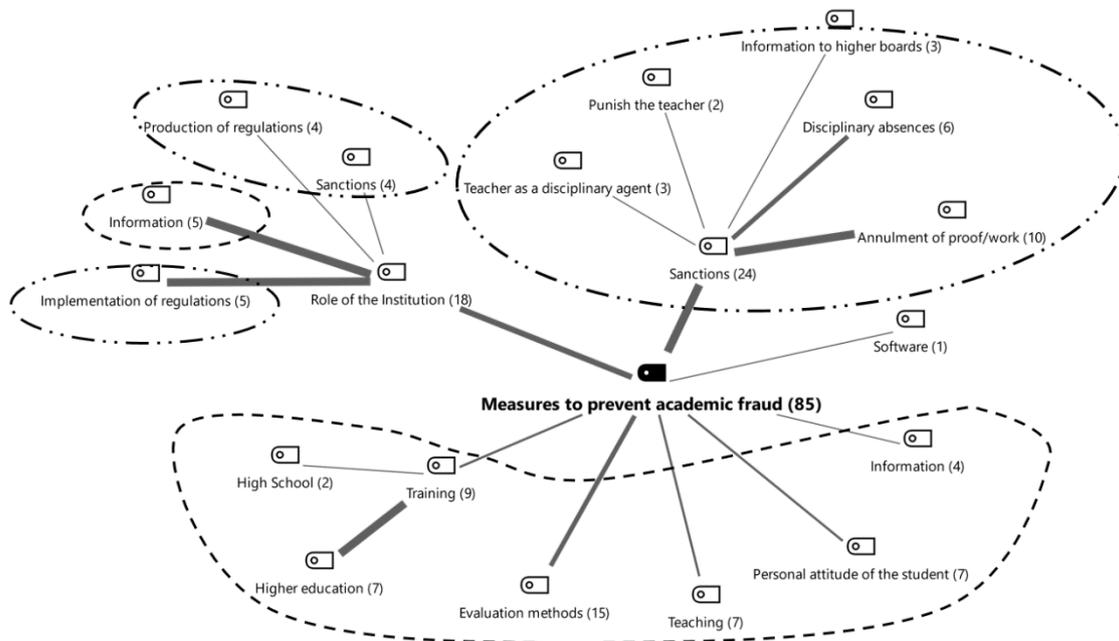 Information to higher boards (3)
Punish the teacher (2)
Production of regulations (4)
Disciplinary absences (6)
Sanctions (4)
Teacher as a disciplinary agent (3)
Information (5)
Annulment of proof/work (10)
Sanctions (24)
Implementation of regulations (5)
Role of the Institution (18)
Software (1)
Measures to prevent academic fraud (85)
Information (4)
High School (2)
Training (9)
Personal attitude of the student (7)
Higher education (7)
Evaluation methods (15)
Teaching (7)